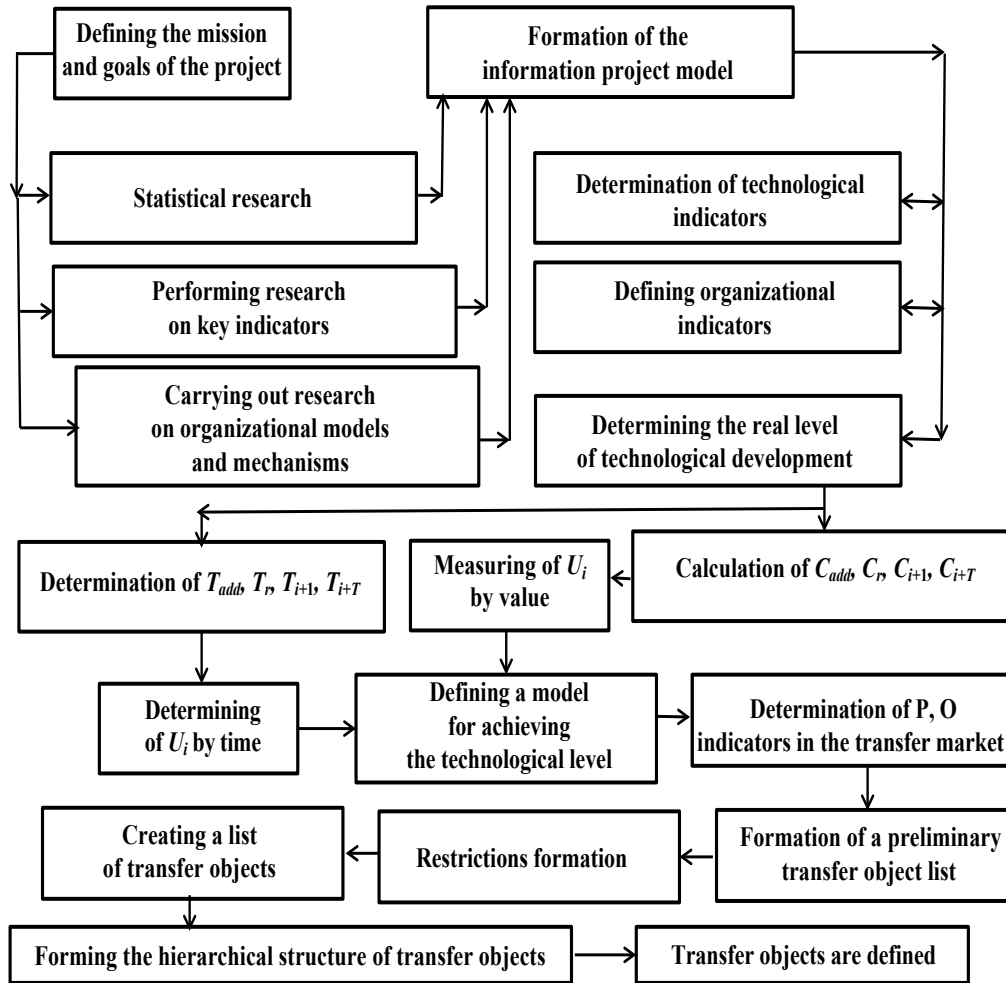 Defining the mission
and goals of the project
Formation of the
information project model
Statistical research
Determination of technological
indicators
Performing research
on key indicators
Defining organizational
indicators
Carrying out research
on organizational models
and mechanisms
Determining the real level
of technological development
Determination of T_add, T_r, T_i+1, T_i+T
Measuring of U_i
by value
Calculation of C_add, C_r, C_i+1, C_i+T
Determining
of U_i by time
Defining a model
for achieving
the technological level
Determination of P, O
indicators in the transfer market
Creating a list
of transfer objects
Restrictions formation
Formation of a preliminary
transfer object list
Forming the hierarchical structure of transfer objects
Transfer objects are defined